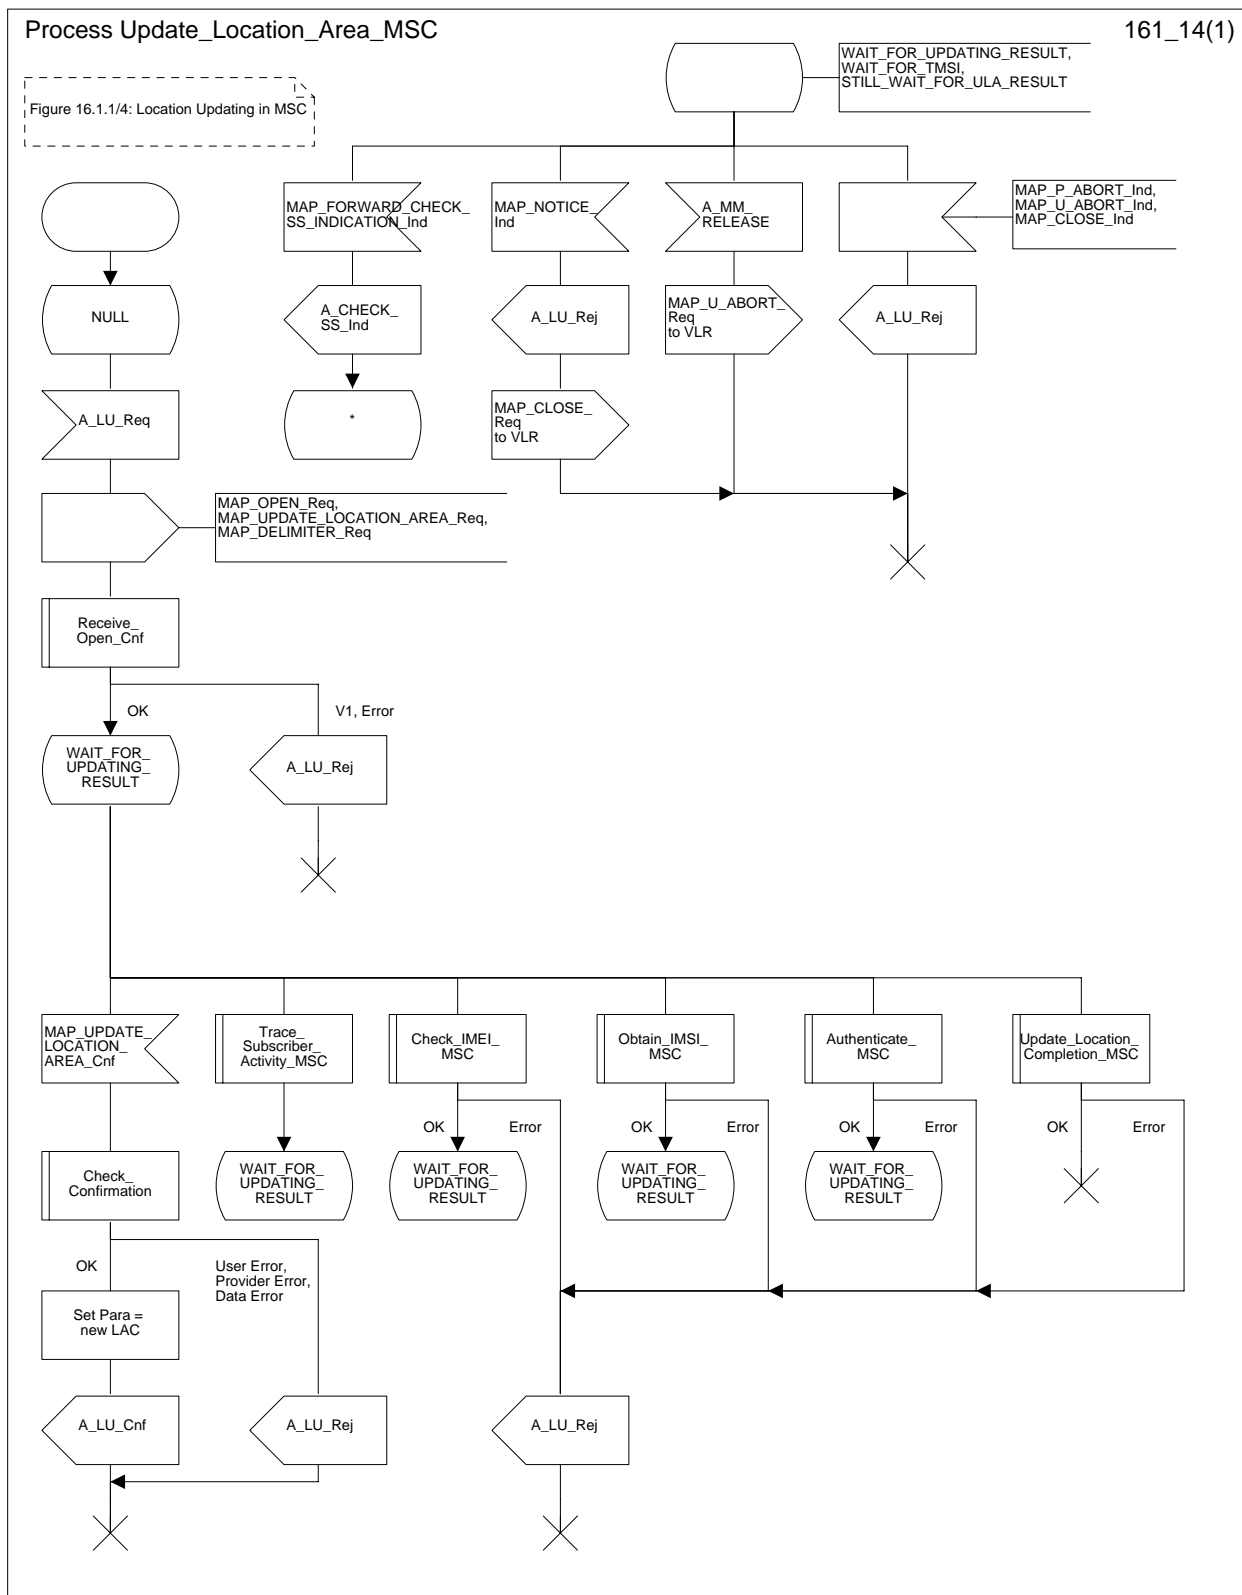 Process Update_Location_Area_MSC
161_14(1)
Figure 16.1.1/4: Location Updating in MSC
WAIT_FOR_UPDATING_RESULT,
WAIT_FOR_TMSI,
STILL_WAIT_FOR_ULA_RESULT
MAP_FORWARD_CHECK_
SS_INDICATION_Ind
MAP_NOTICE_
Ind
A_MM_
RELEASE
MAP_P_ABORT_Ind,
MAP_U_ABORT_Ind,
MAP_CLOSE_Ind
NULL
A_CHECK_
SS_Ind
A_LU_Rej
MAP_U_ABORT_
Req
to VLR
A_LU_Rej
A_LU_Req
*
MAP_CLOSE_
Req
to VLR
MAP_OPEN_Req,
MAP_UPDATE_LOCATION_AREA_Req,
MAP_DELIMITER_Req
Receive_
Open_Cnf
OK
V1, Error
WAIT_FOR_
UPDATING_
RESULT
A_LU_Rej
MAP_UPDATE_
LOCATION_
AREA_Cnf
Trace_
Subscriber_
Activity_MSC
Check_IMEI_
MSC
Obtain_IMSI_
MSC
Authenticate_
MSC
Update_Location_
Completion_MSC
OK
Error
OK
Error
OK
Error
OK
Error
Check_
Confirmation
WAIT_FOR_
UPDATING_
RESULT
WAIT_FOR_
UPDATING_
RESULT
WAIT_FOR_
UPDATING_
RESULT
WAIT_FOR_
UPDATING_
RESULT
OK
User Error,
Provider Error,
Data Error
Set Para =
new LAC
A_LU_Cnf
A_LU_Rej
A_LU_Rej